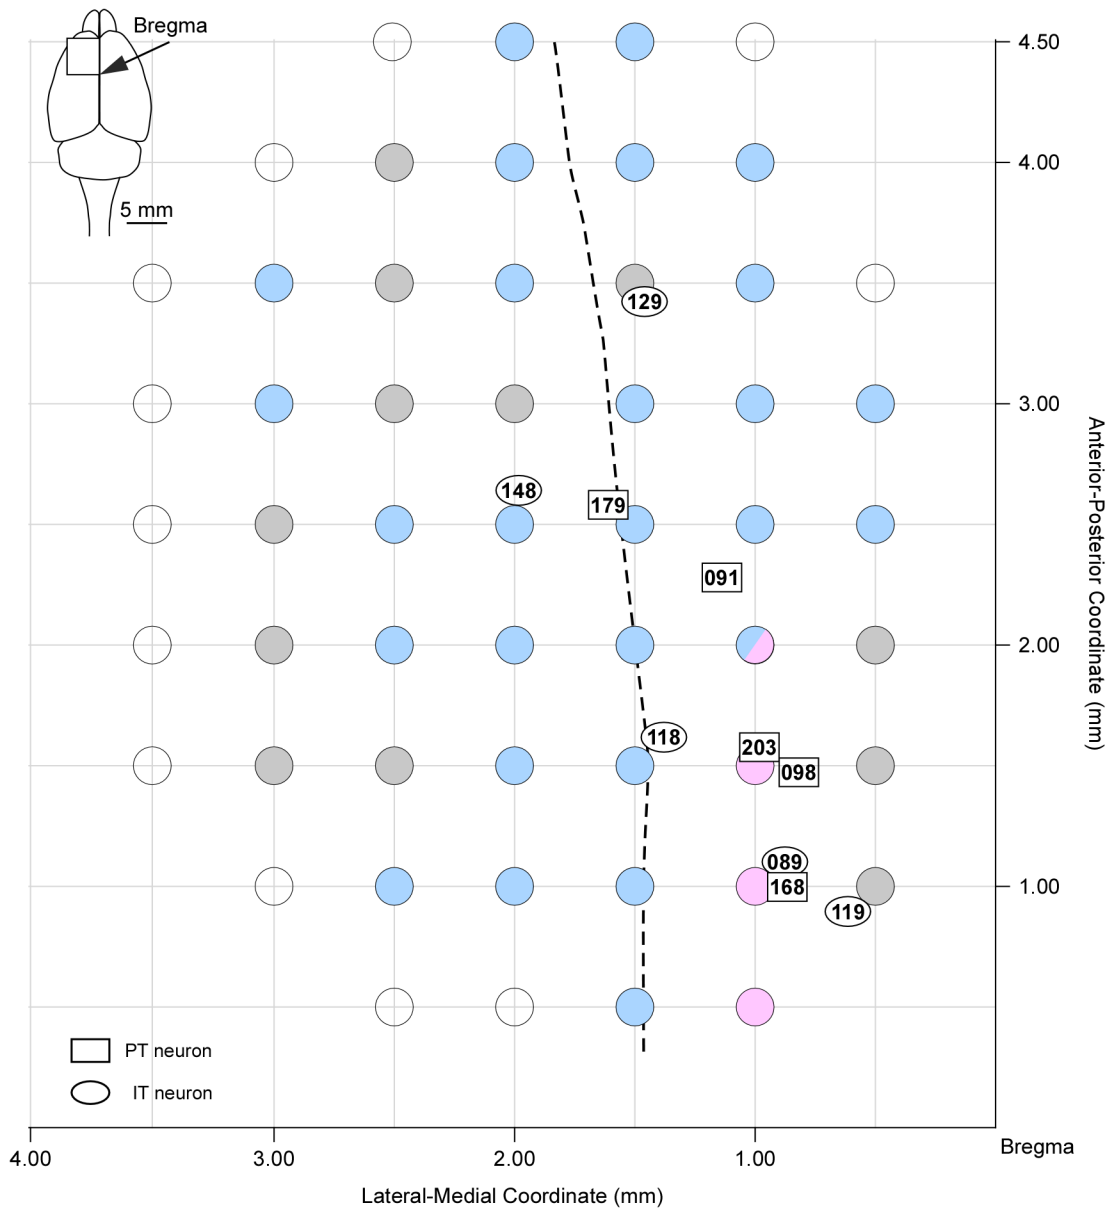 Bregma
5 mm
4.50
4.00
129
3.00
148
179
091
2.00
118
203
098
089
168
1.00
119
PT neuron
IT neuron
Anterior-Posterior Coordinate (mm)
Bregma
4.00 3.00 2.00 1.00
Lateral-Medial Coordinate (mm)